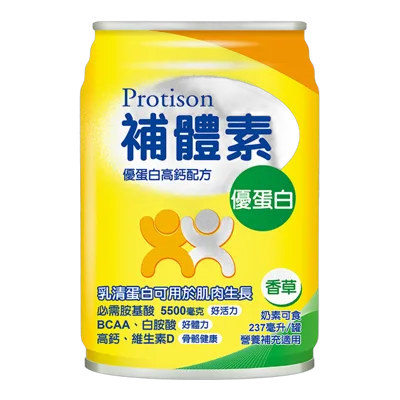 Protison
補體素
優蛋白高鈣配方
優蛋白
乳清蛋白可用於肌肉生長
必需胺基酸 5500毫克 好活力
BCAA、白胺酸 好體力
高鈣、維生素D 骨骼健康
香草
奶素可食
237毫升/罐
營養補充適用